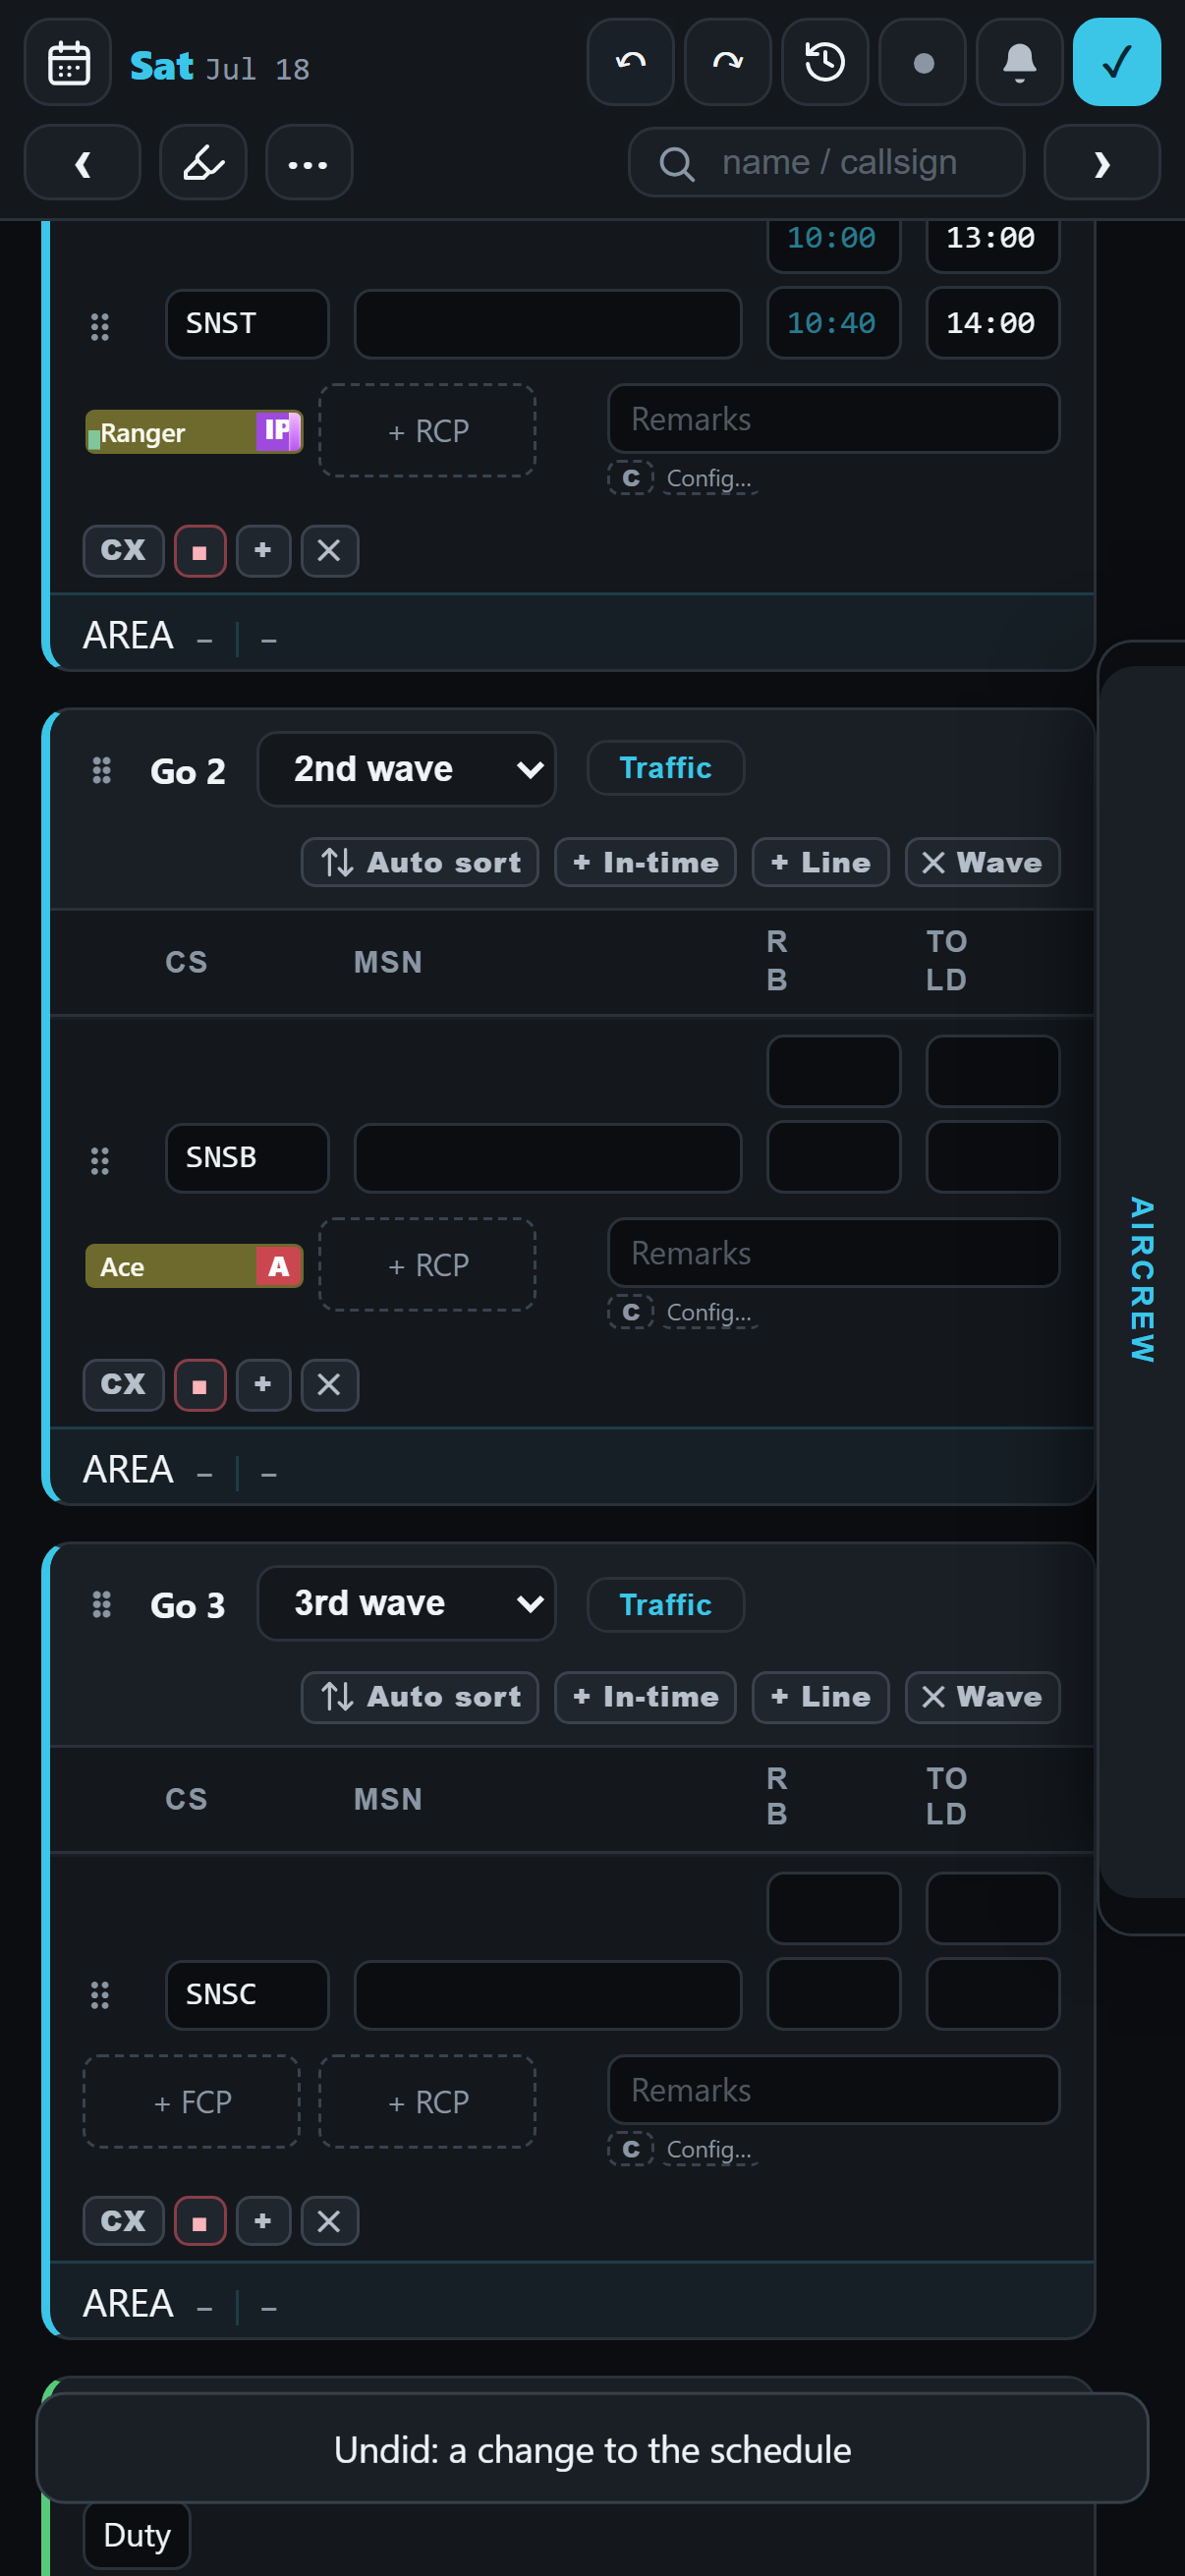 Sat Jul 18
name / callsign
10:00 13:00
SNST 10:40 14:00
Ranger IP + RCP Remarks
C Config...
CX +
AREA – | –
Go 2 2nd wave Traffic
Auto sort + In-time + Line Wave
CS MSN R TO
B LD
SNSB
Ace A + RCP Remarks
C Config...
CX +
AREA – | –
Go 3 3rd wave Traffic
Auto sort + In-time + Line Wave
CS MSN R TO
B LD
SNSC
+ FCP + RCP Remarks
C Config...
CX +
AREA – | –
AIRCREW
Undid: a change to the schedule
Duty